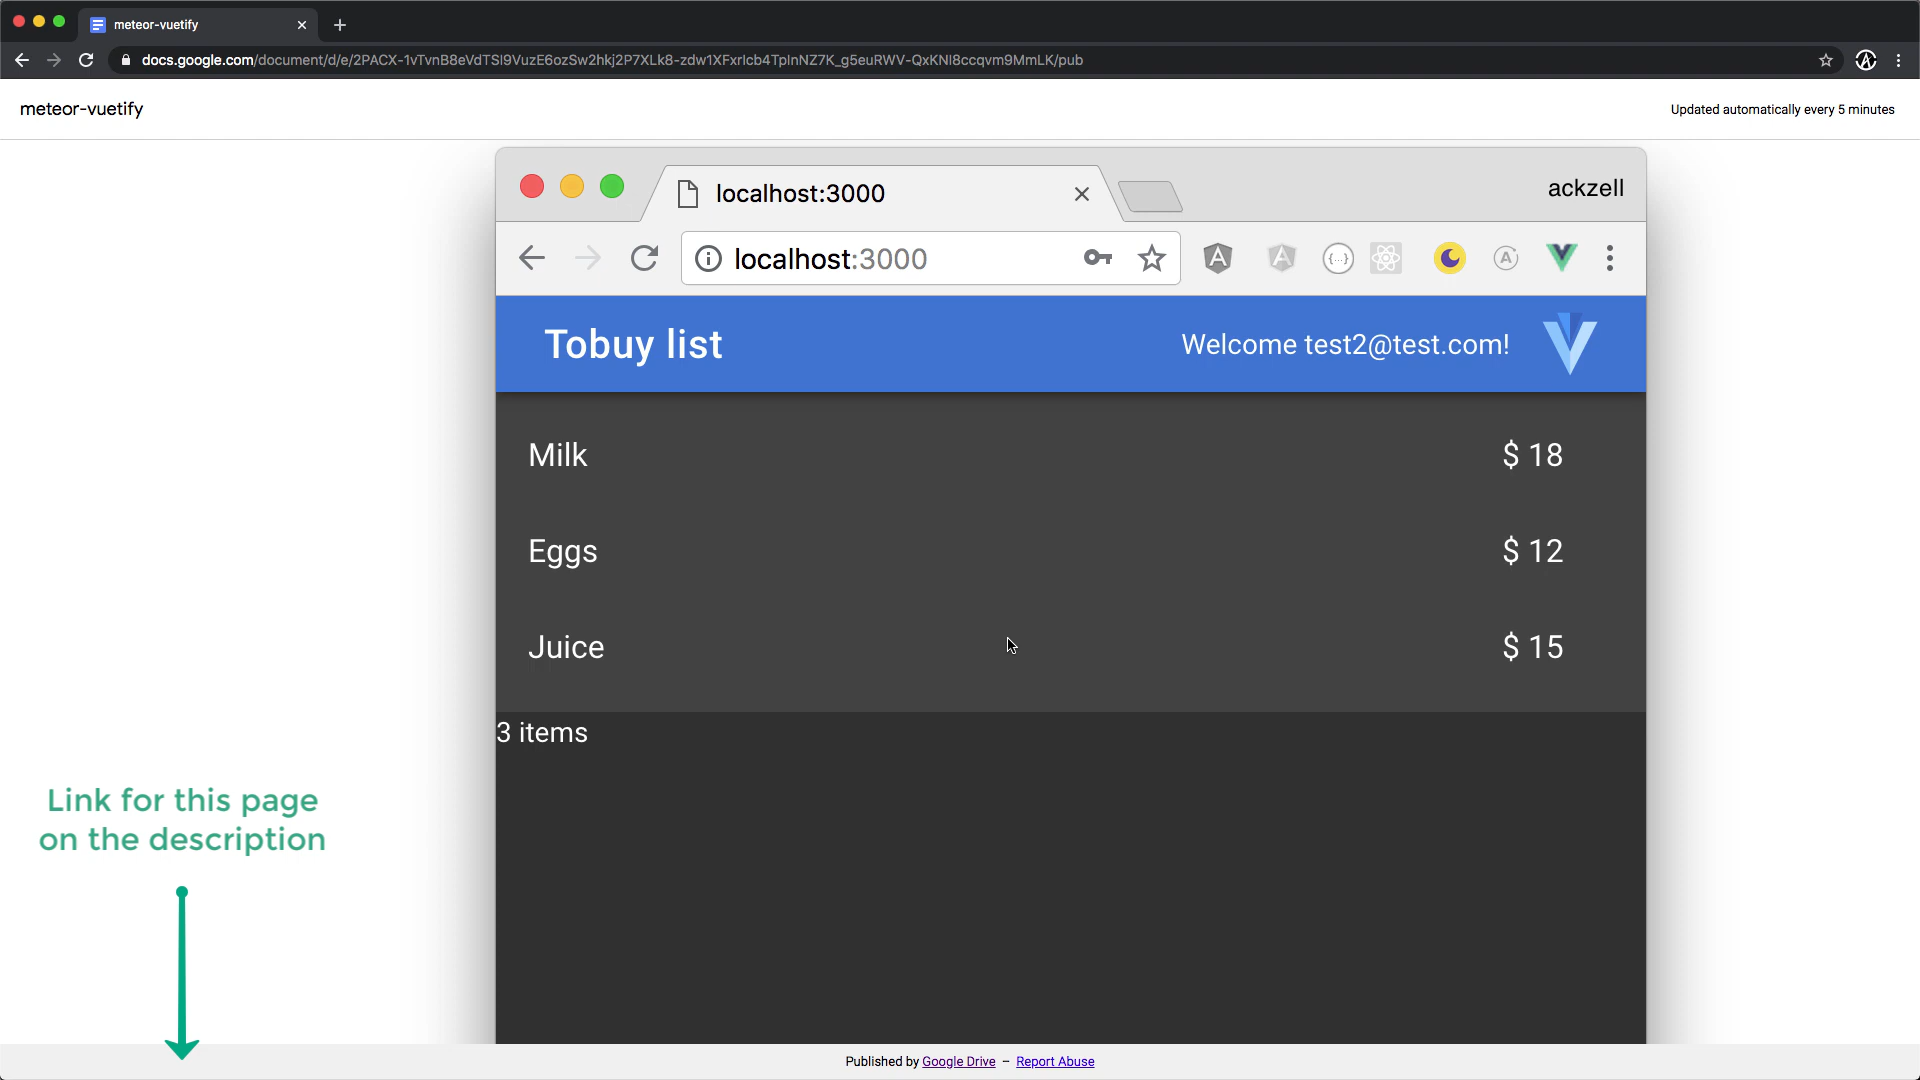 meteor-vuetify
docs.google.com/document/d/e/2PACX-1vTvnB8eVdTSl9VuzE6ozSw2hkj2P7XLk8-zdw1XFxrlcb4TplnNZ7K_g5euRWV-QxKNl8ccqvm9MmLK/pub
meteor-vuetify
Updated automatically every 5 minutes
localhost:3000
ackzell
localhost:3000
Tobuy list
Welcome test2@test.com!
Milk
$ 18
Eggs
$ 12
Juice
$ 15
3 items
Link for this page
on the description
Published by Google Drive – Report Abuse